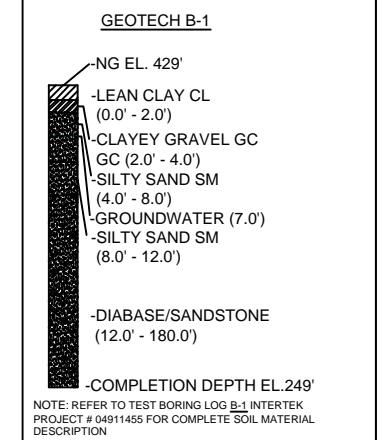 GEOTECH B-1
-NG EL. 429'
-LEAN CLAY CL
(0.0' - 2.0')
-CLAYEY GRAVEL GC
GC (2.0' - 4.0')
-SILTY SAND SM
(4.0' - 8.0')
-GROUNDWATER (7.0')
-SILTY SAND SM
(8.0' - 12.0')
-DIABASE/SANDSTONE
(12.0' - 180.0')
-COMPLETION DEPTH EL.249'
NOTE: REFER TO TEST BORING LOG B-1 INTERTEK
PROJECT # 04911455 FOR COMPLETE SOIL MATERIAL
DESCRIPTION